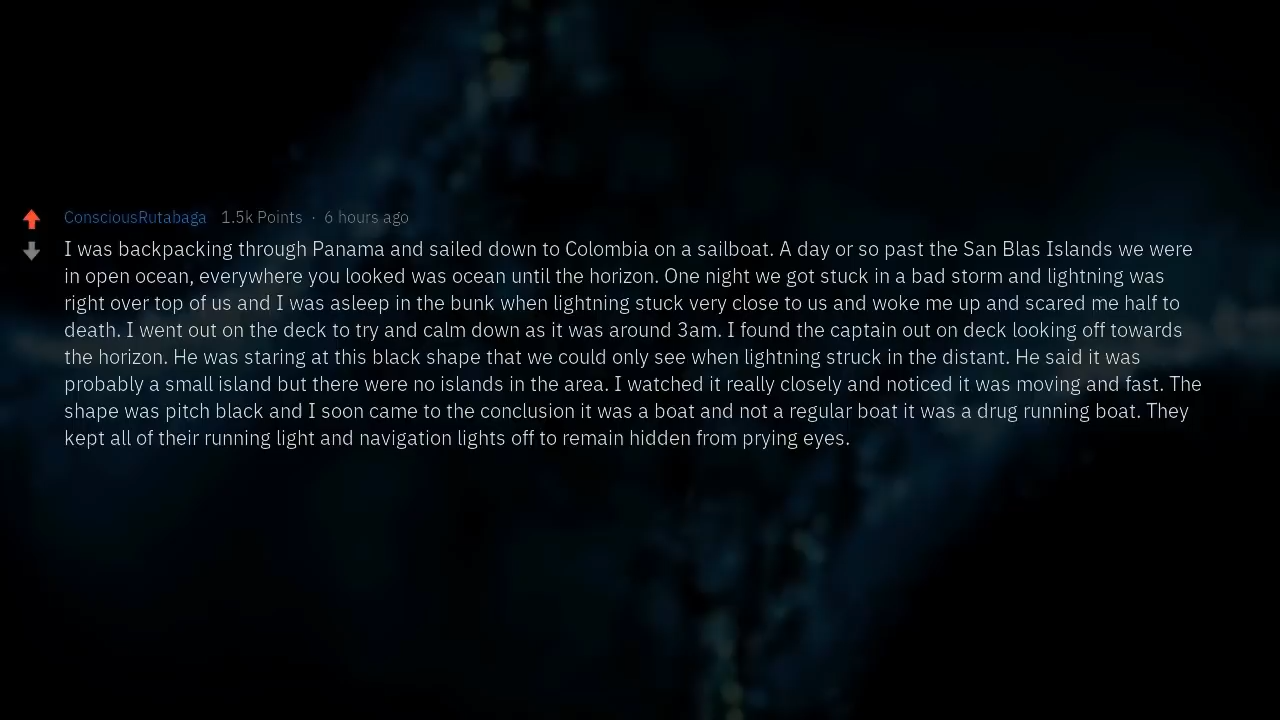 ConsciousRutabaga 1.5k Points · 6 hours ago
I was backpacking through Panama and sailed down to Colombia on a sailboat. A day or so past the San Blas Islands we were
in open ocean, everywhere you looked was ocean until the horizon. One night we got stuck in a bad storm and lightning was
right over top of us and I was asleep in the bunk when lightning stuck very close to us and woke me up and scared me half to
death. I went out on the deck to try and calm down as it was around 3am. I found the captain out on deck looking off towards
the horizon. He was staring at this black shape that we could only see when lightning struck in the distant. He said it was
probably a small island but there were no islands in the area. I watched it really closely and noticed it was moving and fast. The
shape was pitch black and I soon came to the conclusion it was a boat and not a regular boat it was a drug running boat. They
kept all of their running light and navigation lights off to remain hidden from prying eyes.